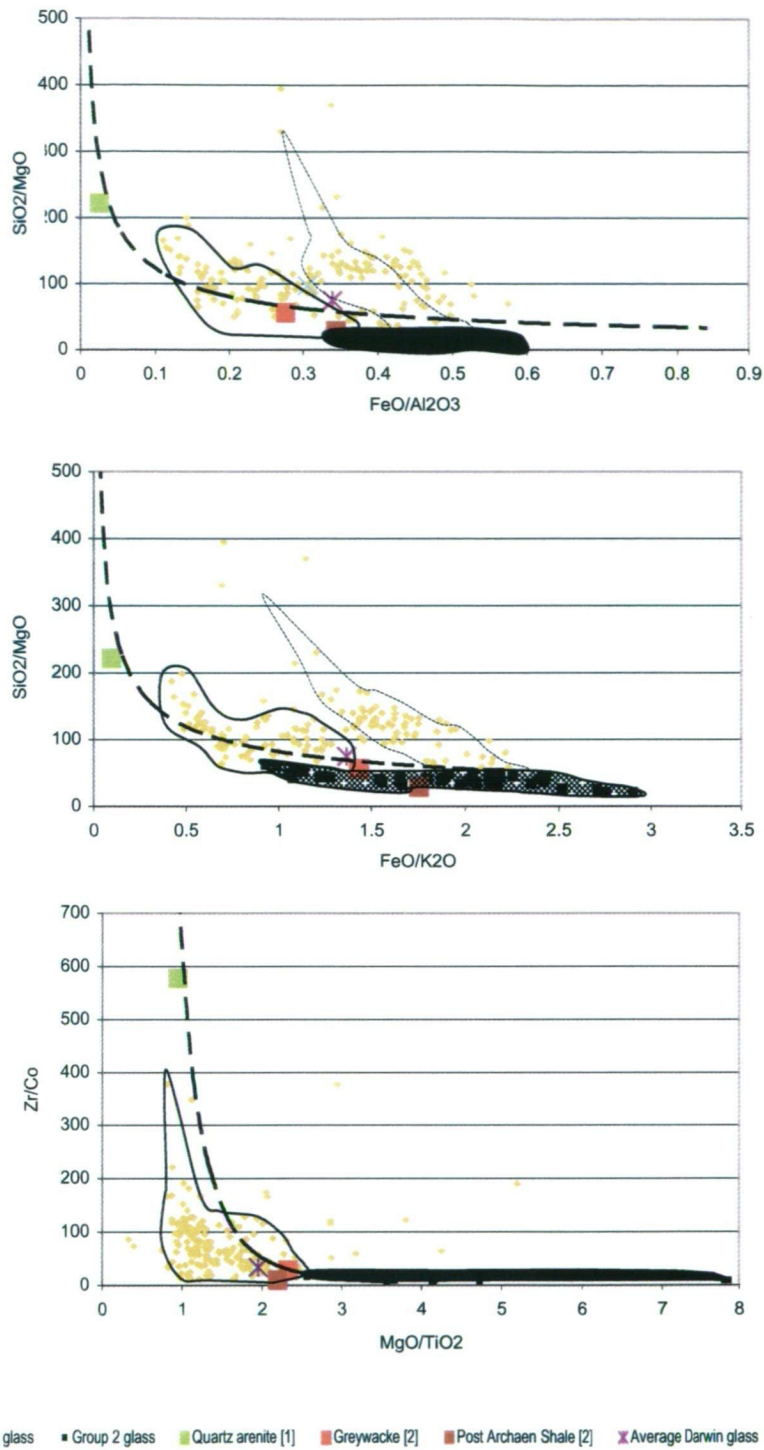 500
400
300
200
100
0
SiO2/MgO
0 0.1 0.2 0.3 0.4 0.5 0.6 0.7 0.8 0.9
FeO/Al2O3
500
400
300
200
100
0
SiO2/MgO
0 0.5 1 1.5 2 2.5 3 3.5
FeO/K2O
700
600
500
400
300
200
100
0
Zr/Co
0 1 2 3 4 5 6 7 8
MgO/TiO2
glass Group 2 glass Quartz arenite [1] Greywacke [2] Post Archaen Shale [2] Average Darwin glass